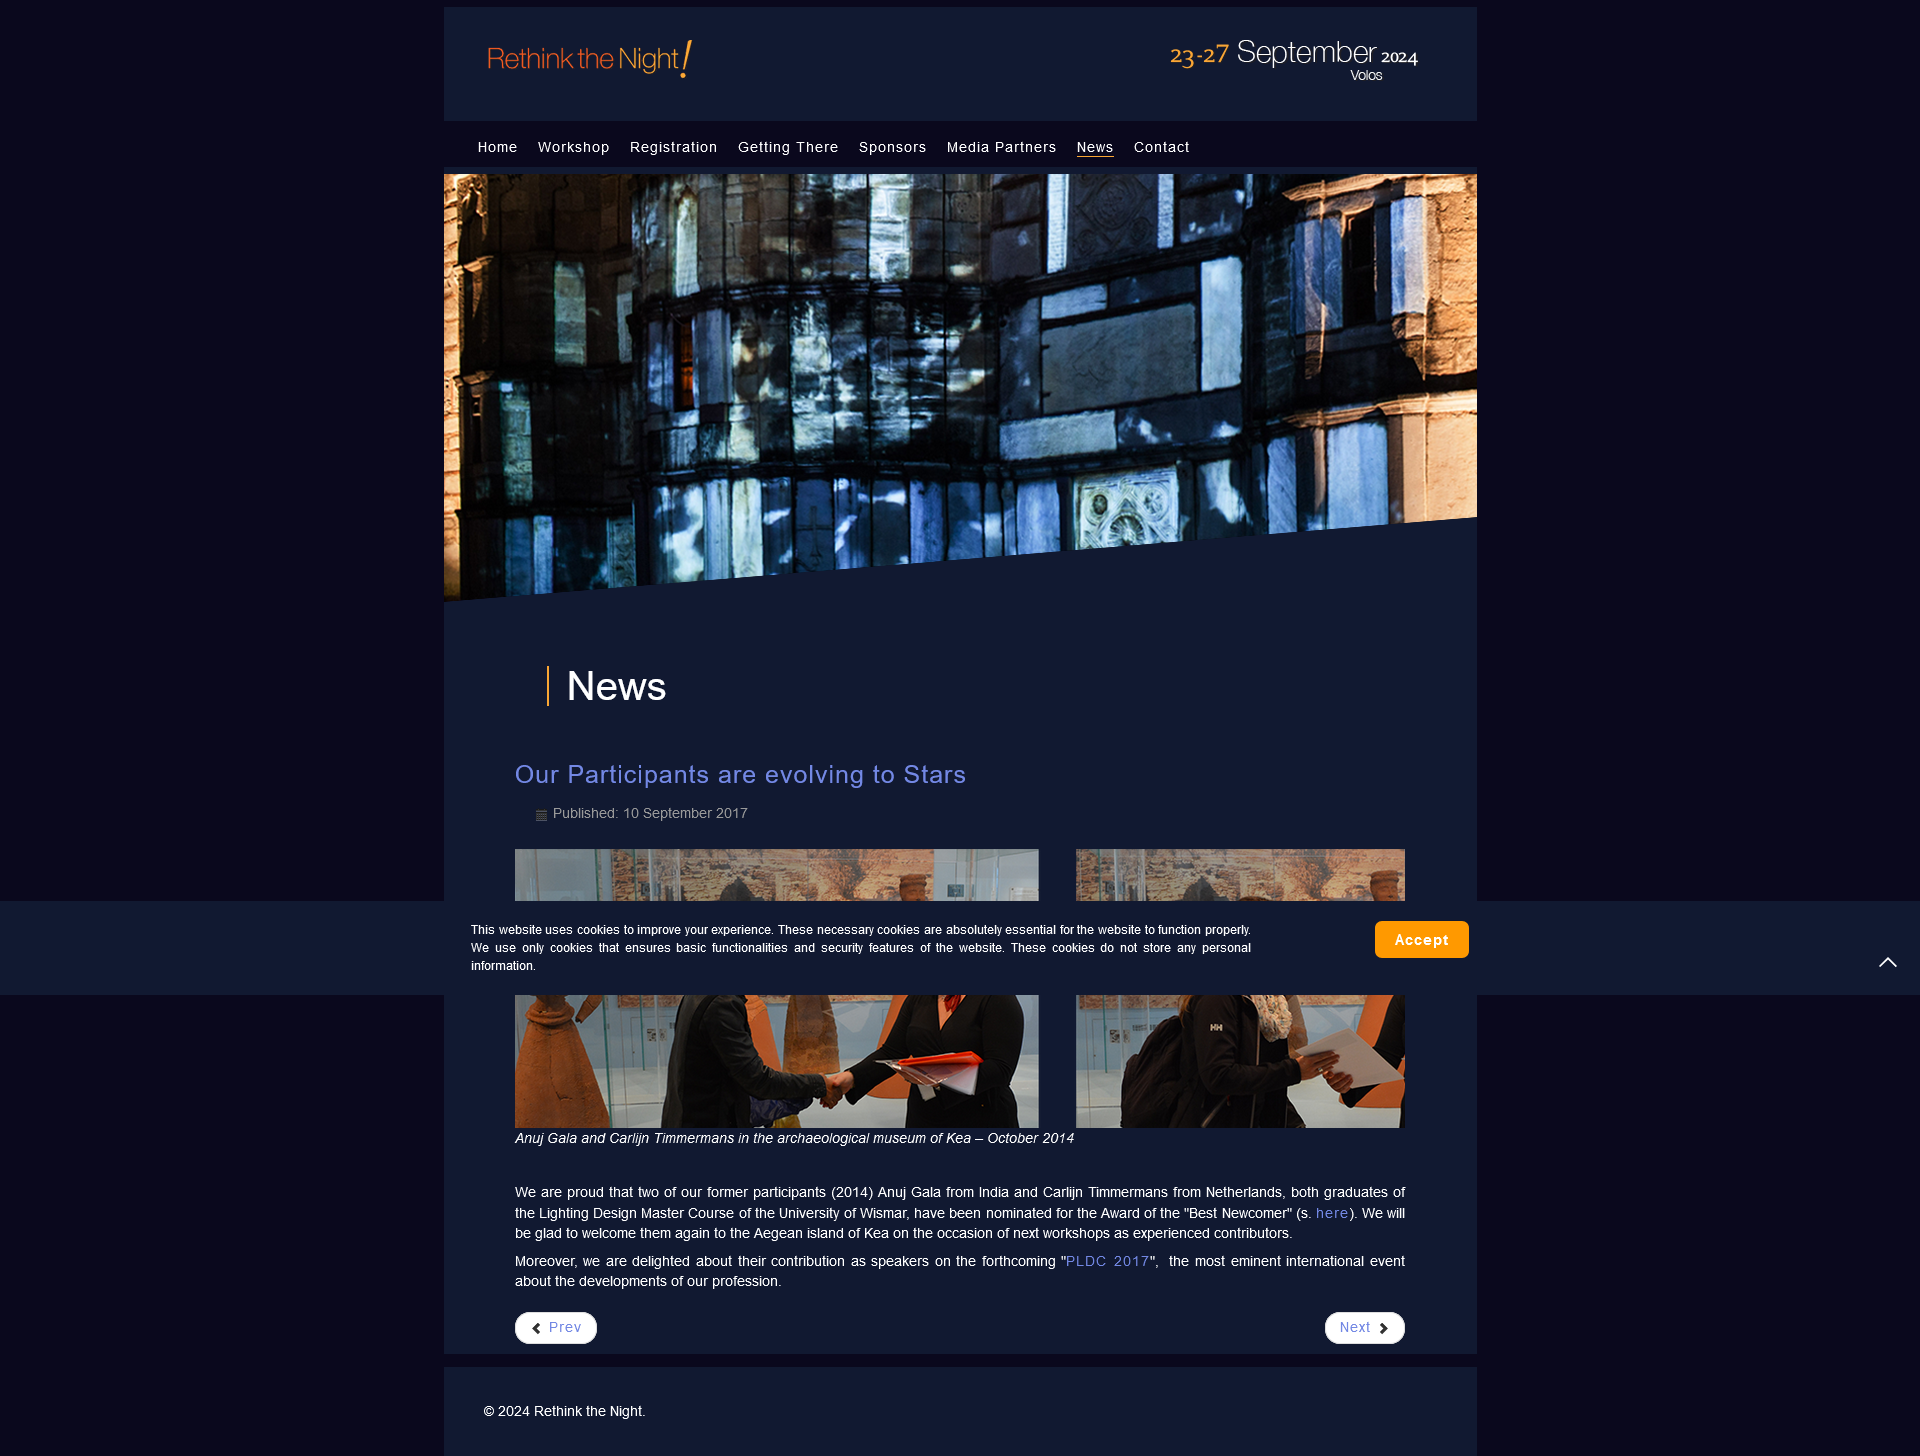 Rethink the Night!
23-27 September 2024
Volos
Home Workshop Registration Getting There Sponsors Media Partners News Contact
News
Our Participants are evolving to Stars
Published: 10 September 2017
This website uses cookies to improve your experience. These necessary cookies are absolutely essential for the website to function properly.
We use only cookies that ensures basic functionalities and security features of the website. These cookies do not store any personal
information.
Accept
HH
Anuj Gala and Carlijn Timmermans in the archaeological museum of Kea – October 2014
We are proud that two of our former participants (2014) Anuj Gala from India and Carlijn Timmermans from Netherlands, both graduates of
the Lighting Design Master Course of the University of Wismar, have been nominated for the Award of the "Best Newcomer" (s. here). We will
be glad to welcome them again to the Aegean island of Kea on the occasion of next workshops as experienced contributors.
Moreover, we are delighted about their contribution as speakers on the forthcoming "PLDC 2017", the most eminent international event
about the developments of our profession.
Prev
Next
© 2024 Rethink the Night.